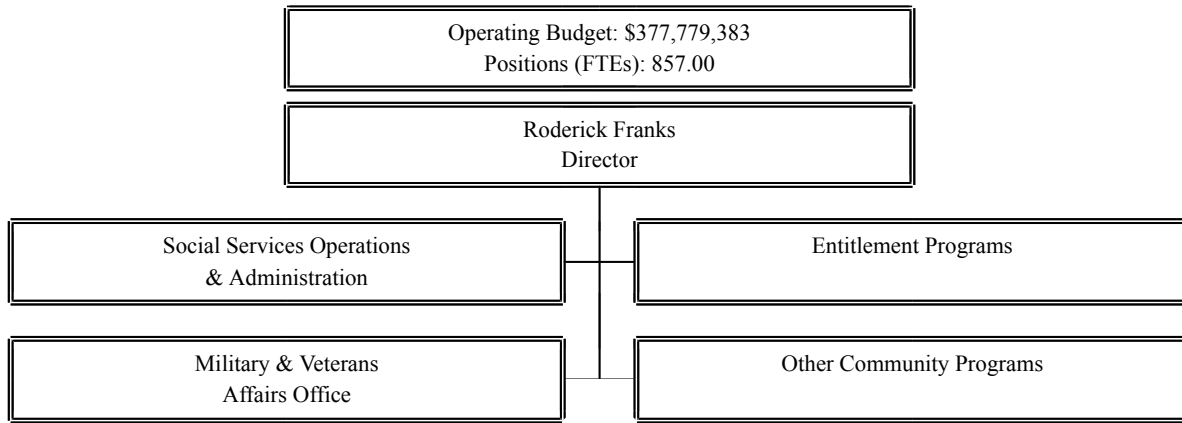 Operating Budget: $377,779,383
Positions (FTEs): 857.00
Roderick Franks
Director
Social Services Operations
& Administration
Entitlement Programs
Military & Veterans
Affairs Office
Other Community Programs